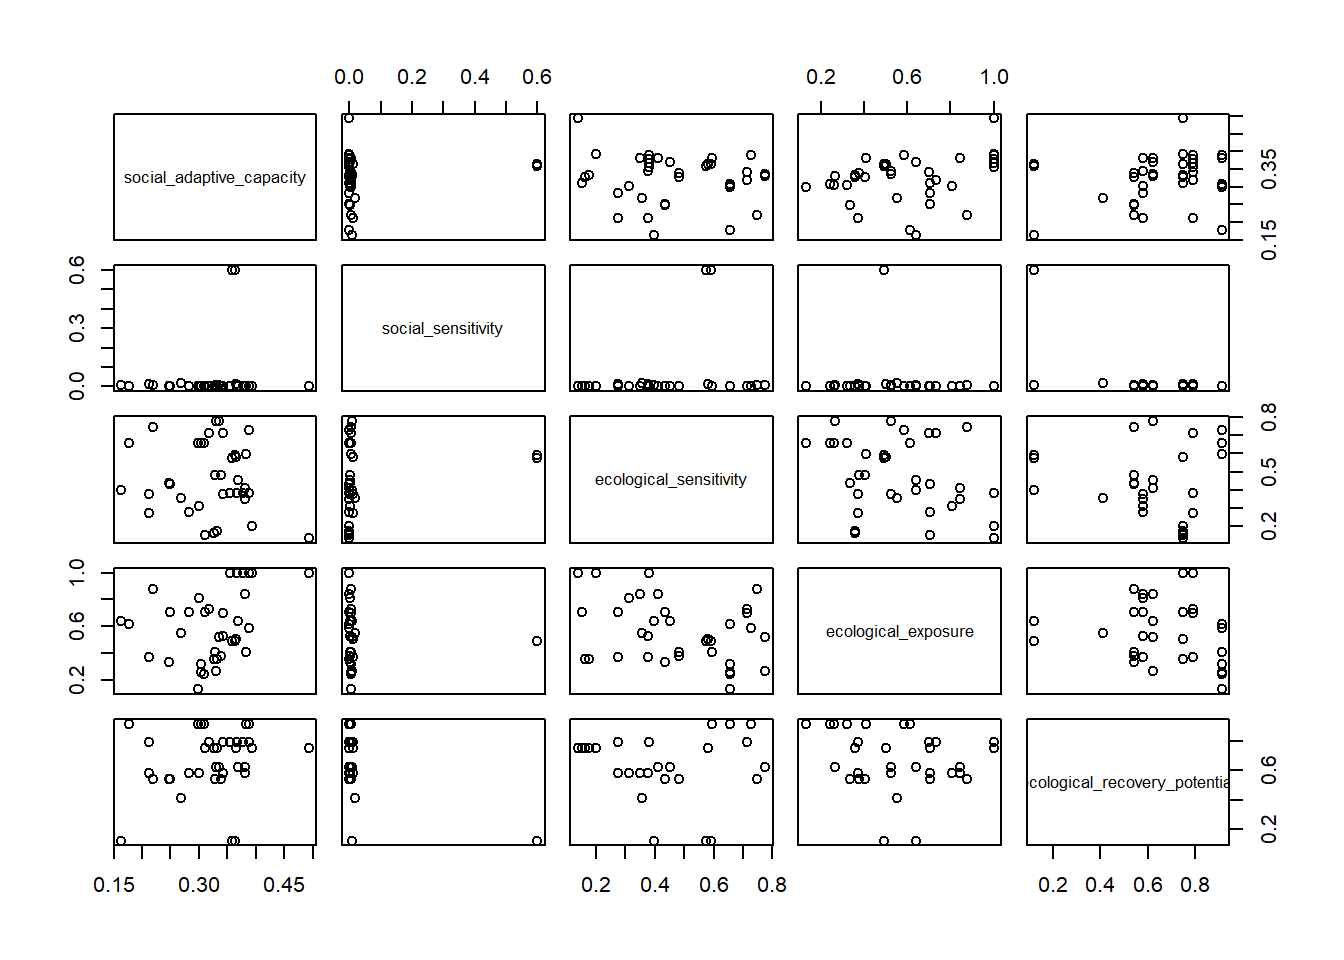 0.0 0.2 0.4 0.6 0.2 0.6 1.0
social_adaptive_capacity
0.15 0.35
0.0 0.3 0.6
social_sensitivity
ecological_sensitivity
0.2 0.5 0.8
0.2 0.6 1.0
ecological_exposure
cological_recovery_potentia
0.2 0.6
0.15 0.30 0.45 0.2 0.4 0.6 0.8 0.2 0.4 0.6 0.8